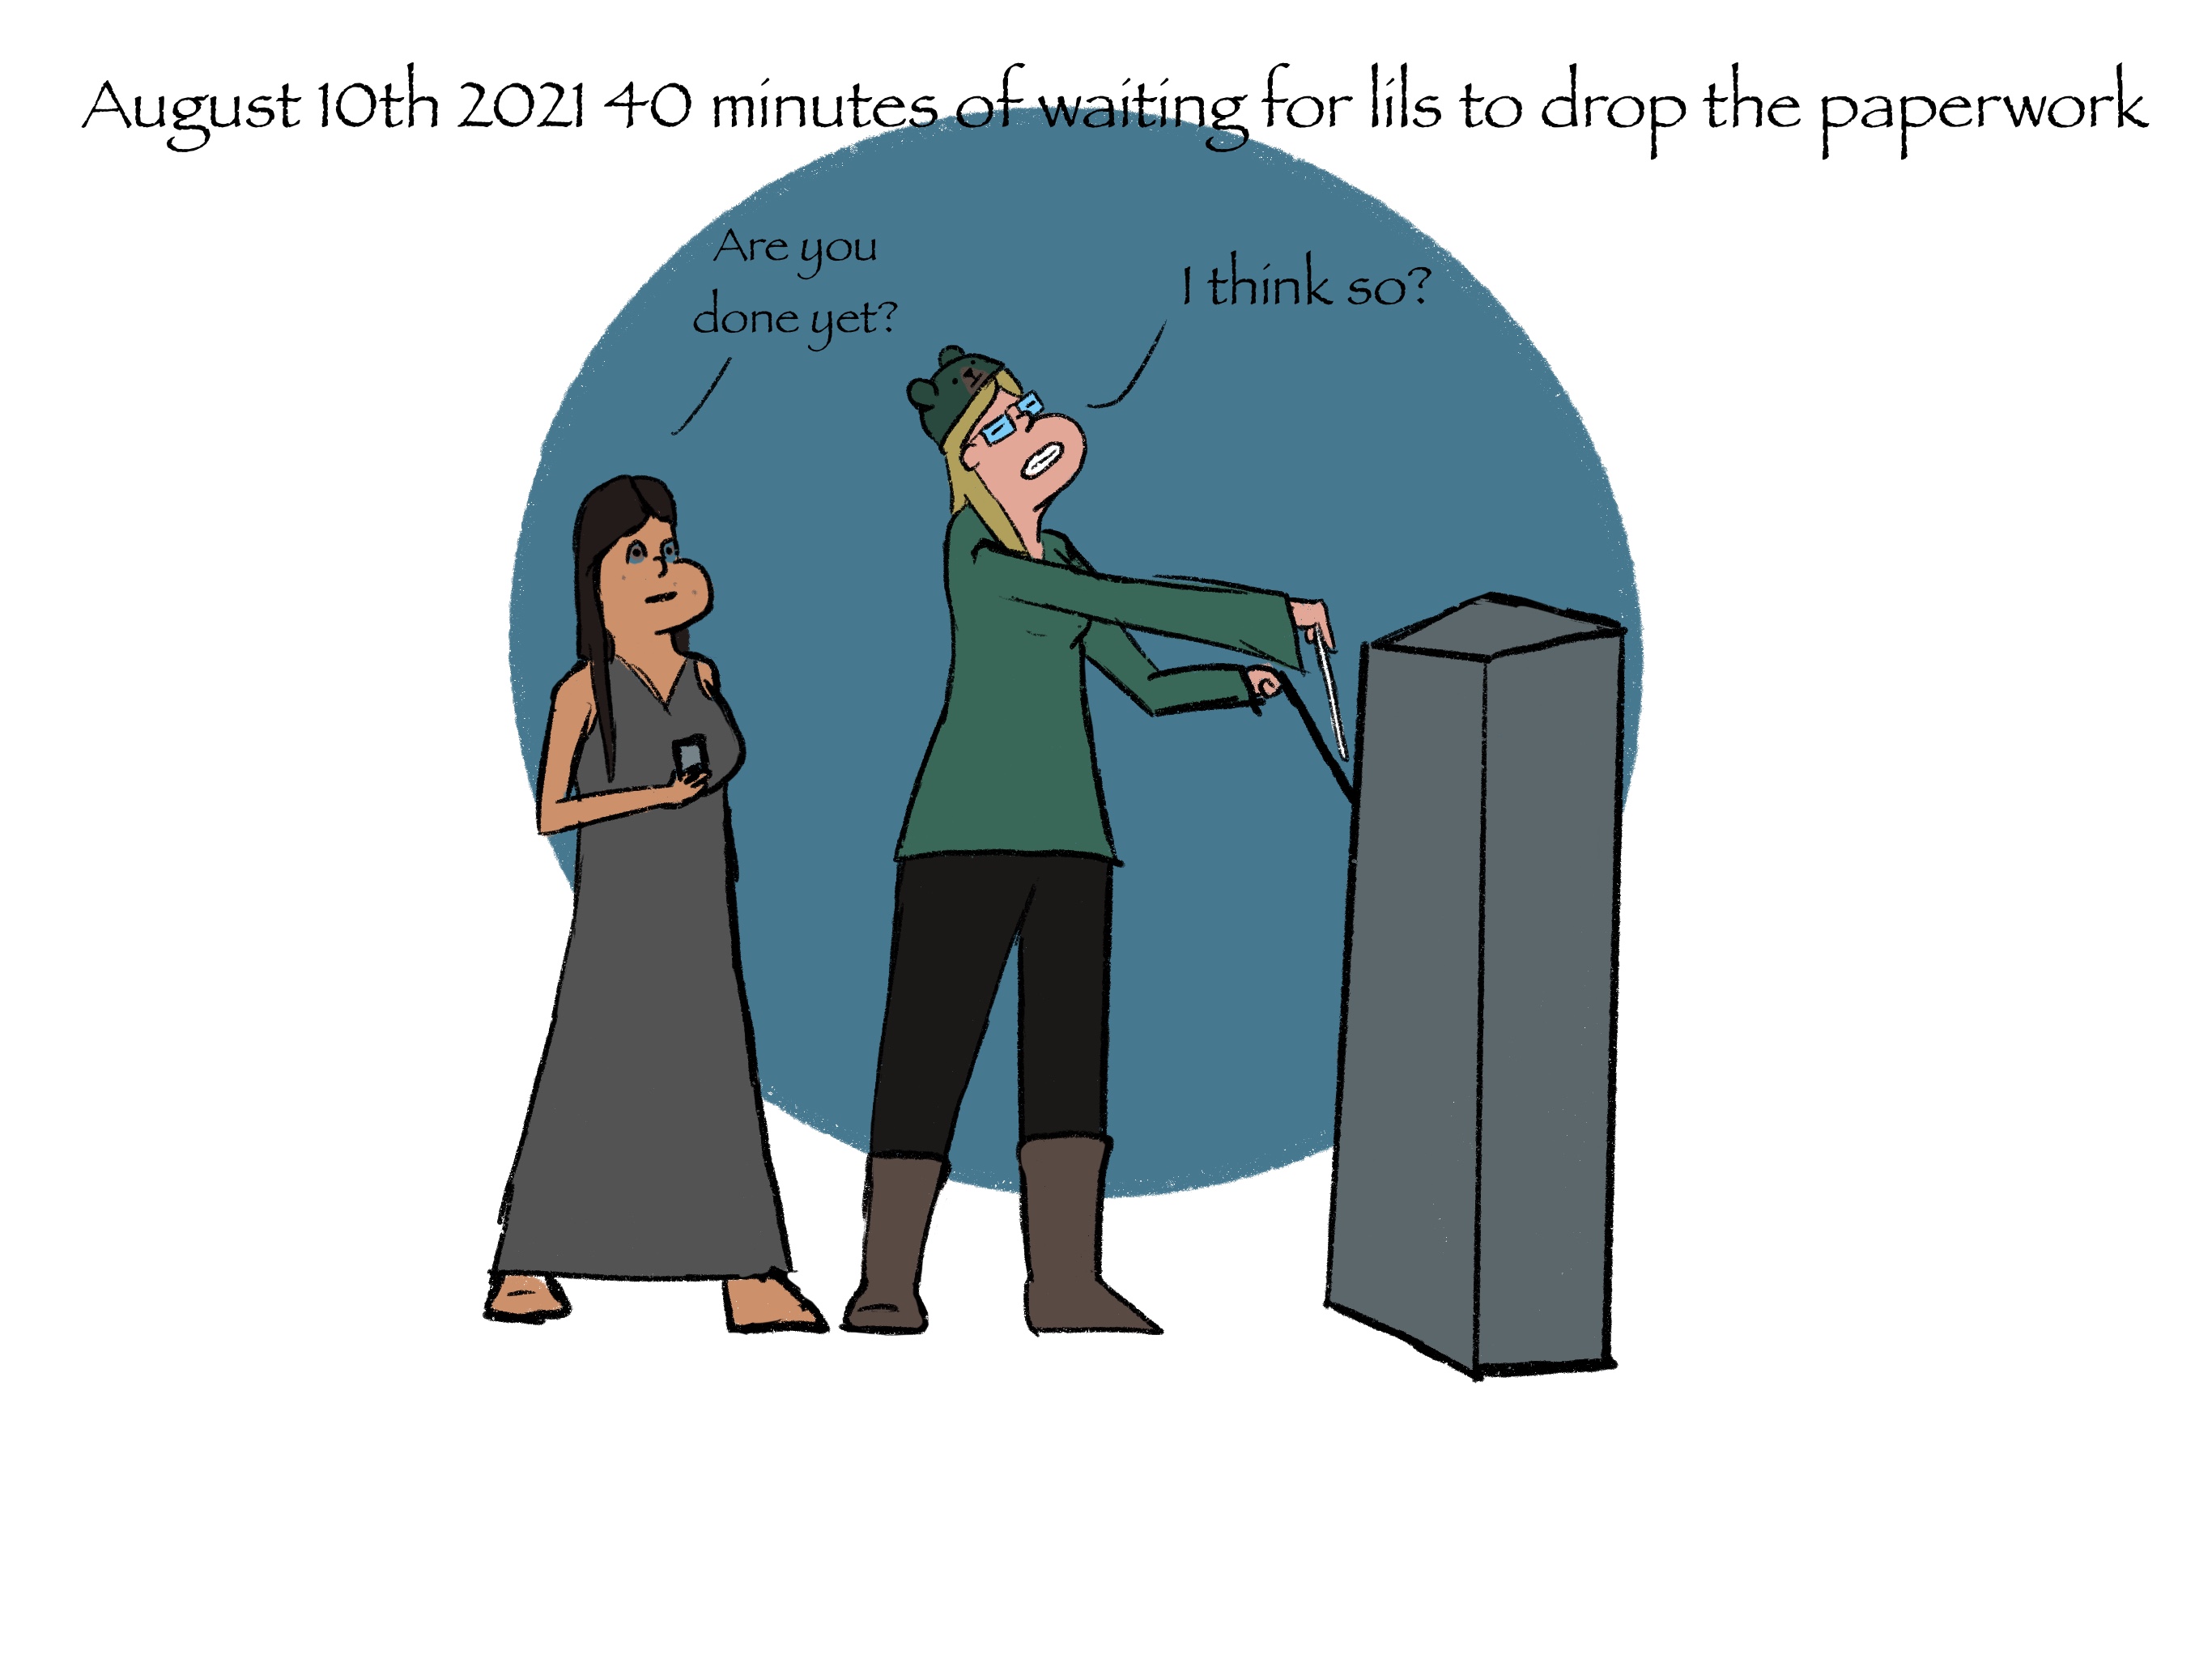 August 10th 2021 40 minutes of waiting for lils to drop the paperwork
Are you
done yet?
I think so?